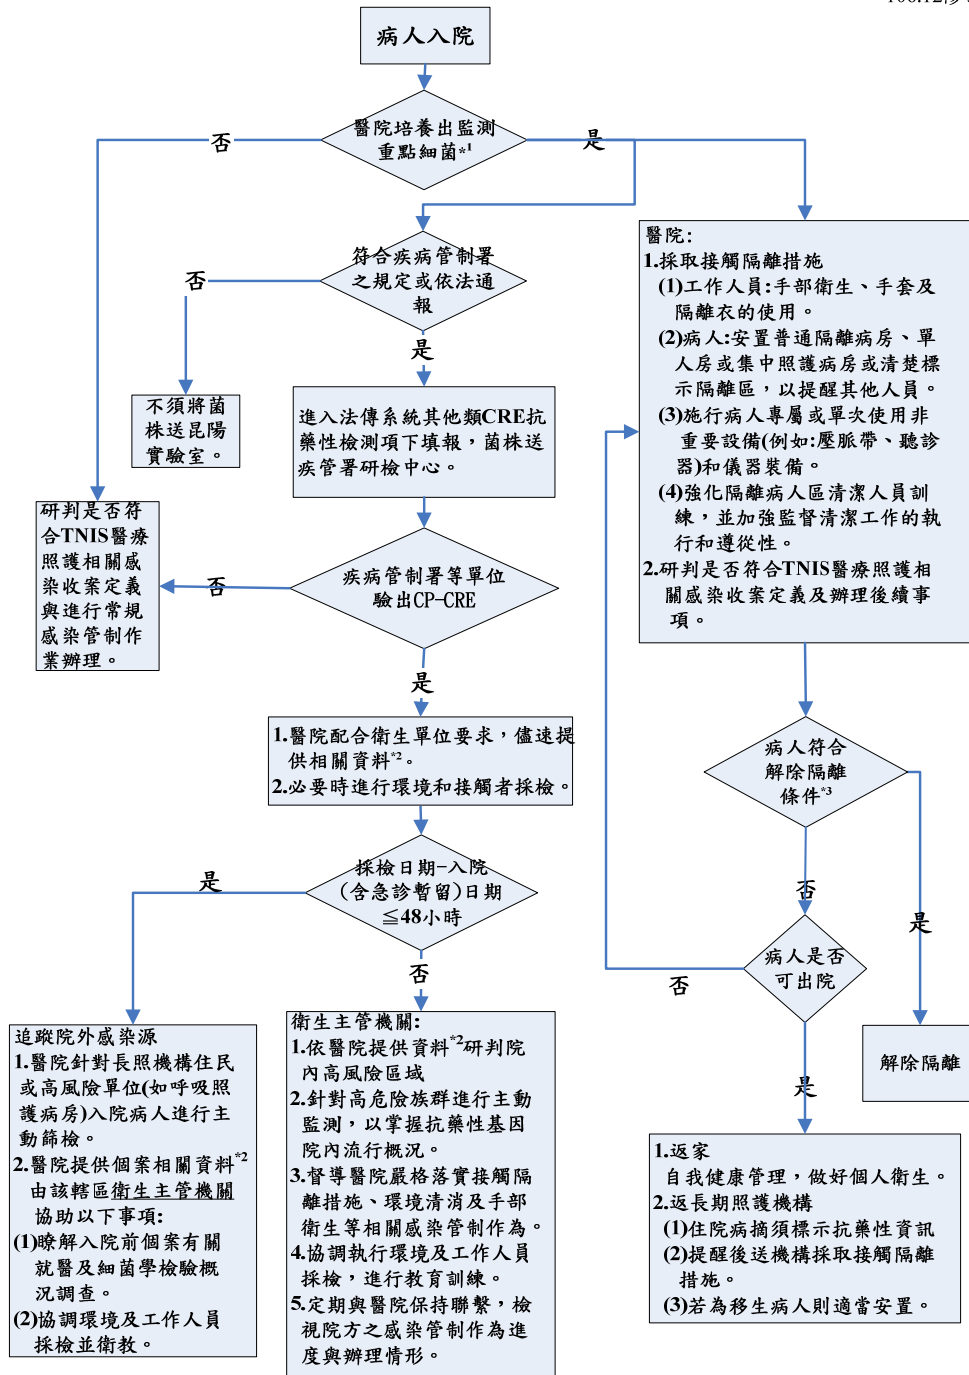 106.12修
病人入院
醫院培養出監測
重點細菌*1
否
是
符合疾病管制署
之規定或依法通
報
否
是
不須將菌
株送昆陽
實驗室。
進入法傳系統其他類CRE抗
藥性檢測項下填報，菌株送
疾管署研檢中心。
研判是否符
合TNIS醫療
照護相關感
染收案定義
與進行常規
感染管制作
業辦理。
否
疾病管制署等單位
驗出CP-CRE
是
1.醫院配合衛生單位要求，儘速提
供相關資料*2。
2.必要時進行環境和接觸者採檢。
採檢日期-入院
(含急診暫留)日期
≦48小時
是
否
追蹤院外感染源
1.醫院針對長照機構住民
或高風險單位(如呼吸照
護病房)入院病人進行主
動篩檢。
2.醫院提供個案相關資料*2
由該轄區衛生主管機關
協助以下事項:
(1)瞭解入院前個案有關
就醫及細菌學檢驗概
況調查。
(2)協調環境及工作人員
採檢並衛教。
衛生主管機關:
1.依醫院提供資料*2研判院
內高風險區域
2.針對高危險族群進行主動
監測，以掌握抗藥性基因
院內流行概況。
3.督導醫院嚴格落實接觸隔
離措施、環境清消及手部
衛生等相關感染管制作為。
4.協調執行環境及工作人員
採檢，進行教育訓練。
5.定期與醫院保持聯繫，檢
視院方之感染管制作為進
度與辦理情形。
醫院:
1.採取接觸隔離措施
(1)工作人員:手部衛生、手套及
隔離衣的使用。
(2)病人:安置普通隔離病房、單
人房或集中照護病房或清楚標
示隔離區，以提醒其他人員。
(3)施行病人專屬或單次使用非
重要設備(例如:壓脈帶、聽診
器)和儀器裝備。
(4)強化隔離病人區清潔人員訓
練，並加強監督清潔工作的執
行和遵從性。
2.研判是否符合TNIS醫療照護相
關感染收案定義及辦理後續事
項。
病人符合
解除隔離
條件*3
否
是
病人是否
可出院
否
是
解除隔離
1.返家
自我健康管理，做好個人衛生。
2.返長期照護機構
(1)住院病摘須標示抗藥性資訊
(2)提醒後送機構採取接觸隔離
措施。
(3)若為移生病人則適當安置。